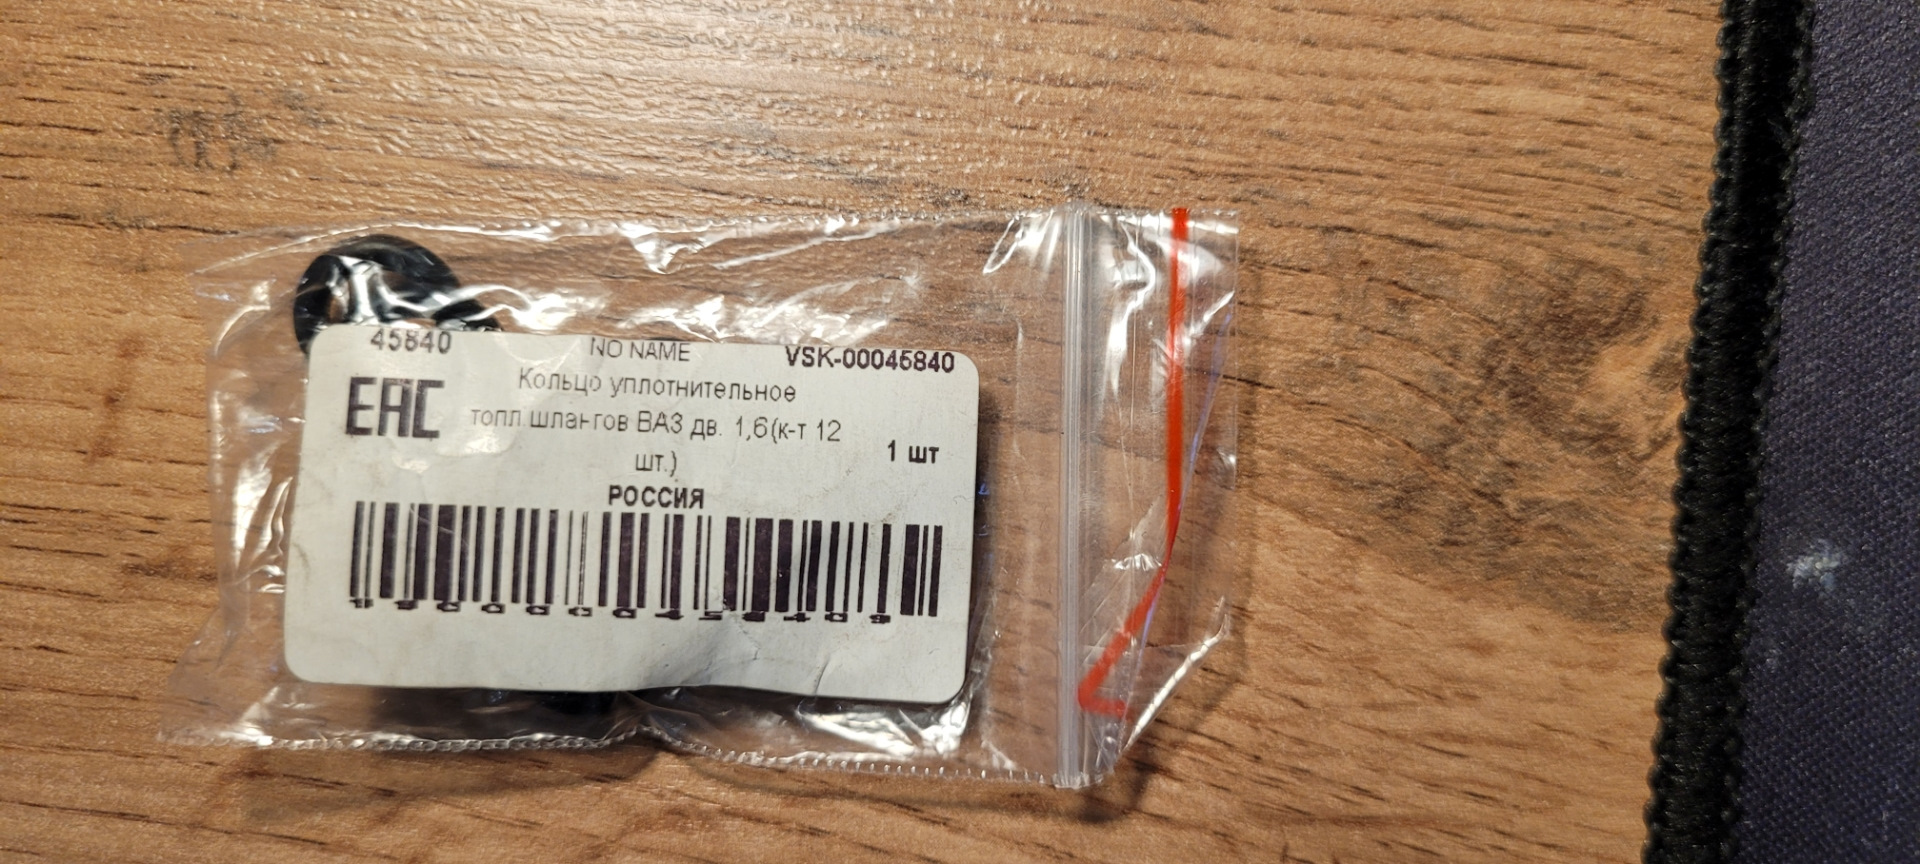 45840 NO NAME VSK-00045840
EAC
Кольцо уплотнительное
топл.шлангов ВАЗ дв. 1,6(к-т 12
шт.)
1 шт
РОССИЯ